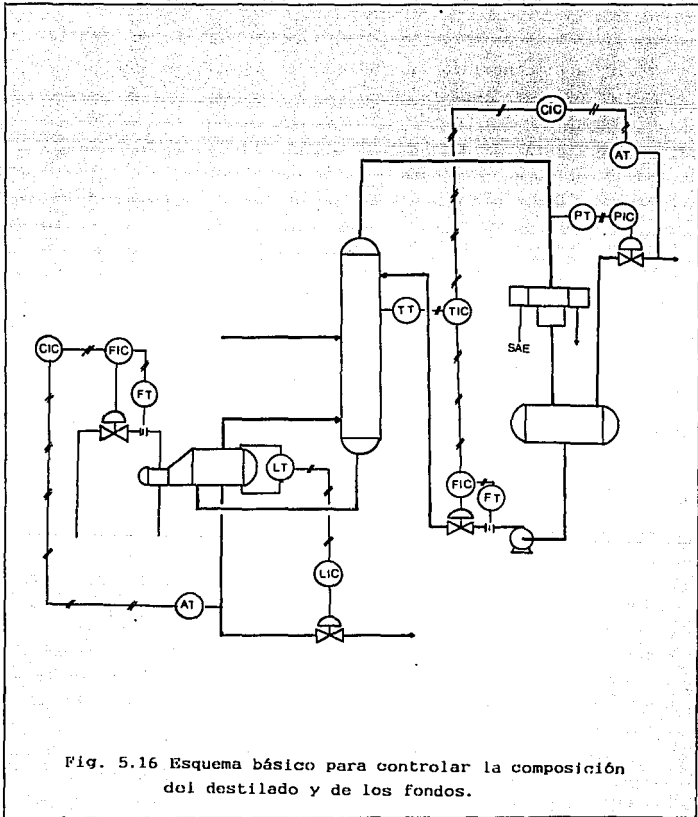 CIC
AT
PT
PIC
TT
TIC
SAE
CIC
FIC
FT
LT
FIC
FT
LIC
AT
Fig. 5.16 Esquema básico para controlar la composición
del destilado y de los fondos.